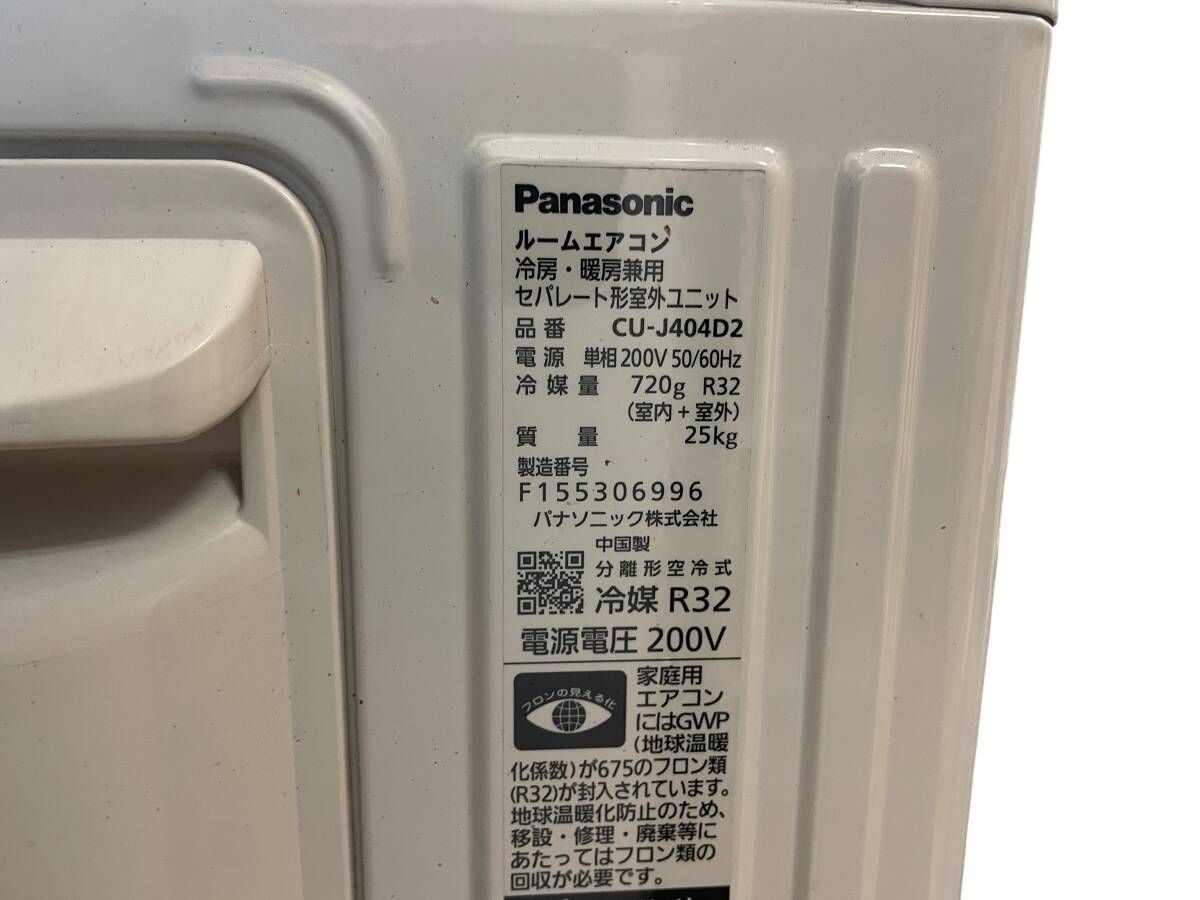 Panasonic
ルームエアコン
冷房・暖房兼用
セパレート形室外ユニット
品番 CU-J404D2
電源 単相200V 50/60Hz
冷媒量 720g R32
(室内+室外)
質量 25kg
製造番号
F155306996
パナソニック株式会社
中国製
分離形空冷式
冷媒 R32
電源電圧 200V
フロンの見える化
家庭用
エアコン
にはGWP
(地球温暖
化係数)が675のフロン類
(R32)が封入されています。
地球温暖化防止のため、
移設・修理・廃棄等に
あたってはフロン類の
回収が必要です。